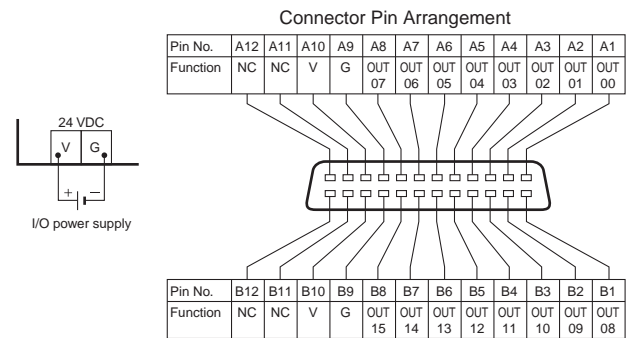 Connector Pin Arrangement
Pin No. A12 A11 A10 A9 A8 A7 A6 A5 A4 A3 A2 A1
Function NC NC V G OUT 07 OUT 06 OUT 05 OUT 04 OUT 03 OUT 02 OUT 01 OUT 00
24 VDC
V G
+ −
I/O power supply
Pin No. B12 B11 B10 B9 B8 B7 B6 B5 B4 B3 B2 B1
Function NC NC V G OUT 15 OUT 14 OUT 13 OUT 12 OUT 11 OUT 10 OUT 09 OUT 08